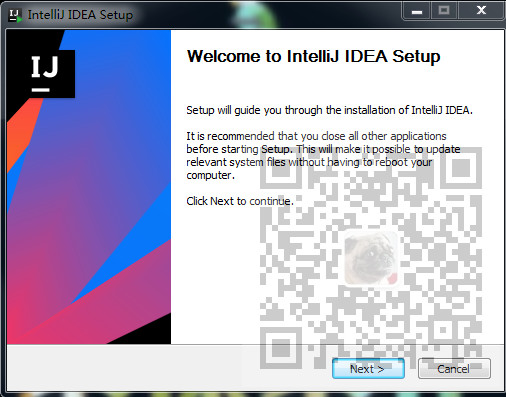 IntelliJ IDEA Setup
IJ
Welcome to IntelliJ IDEA Setup
Setup will guide you through the installation of IntelliJ IDEA.
It is recommended that you close all other applications
before starting Setup. This will make it possible to update
relevant system files without having to reboot your
computer.
Click Next to continue.
Next >
Cancel